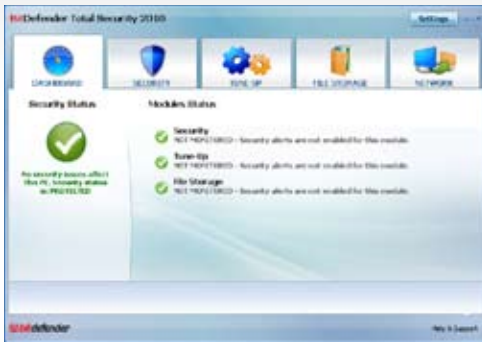 BitDefender Total Security 2010
Settings
DASHBOARD
SECURITY
TUNE-UP
FILE STORAGE
NETWORK
Security Status
Modules Status
No security issues affect
this PC. Security status
is PROTECTED
Security
NOT MONITORED - Security alerts are not enabled for this module.
Tune-Up
NOT MONITORED - Security alerts are not enabled for this module.
File Storage
NOT MONITORED - Security alerts are not enabled for this module.
bitdefender
Help & Support